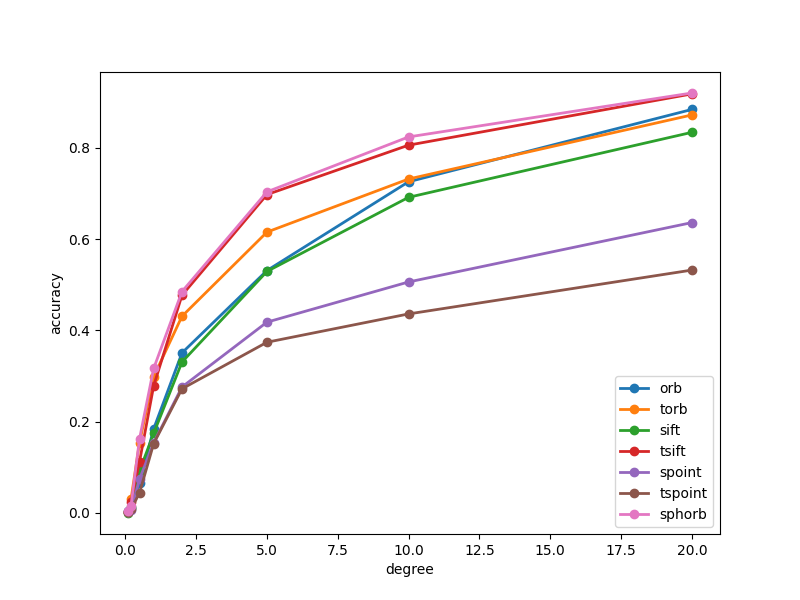 0.8
0.6
0.4
0.2
0.0
accuracy
0.0 2.5 5.0 7.5 10.0 12.5 15.0 17.5 20.0
degree
orb
torb
sift
tsift
spoint
tspoint
sphorb